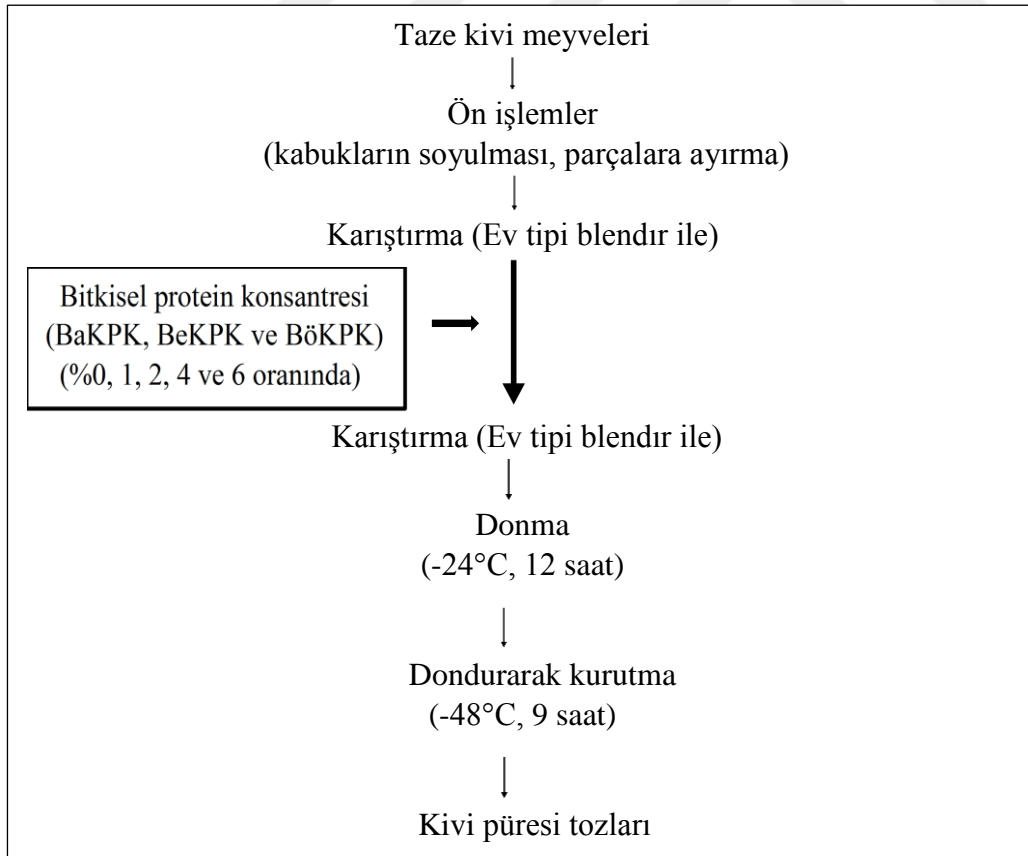 Taze kivi meyveleri
Ön işlemler
(kabukların soyulması, parçalara ayırma)
Karıştırma (Ev tipi blendır ile)
Bitkisel protein konsantresi
(BaKPK, BeKPK ve BöKPK)
(%0, 1, 2, 4 ve 6 oranında)
Karıştırma (Ev tipi blendır ile)
Donma
(-24°C, 12 saat)
Dondurarak kurutma
(-48°C, 9 saat)
Kivi püresi tozları